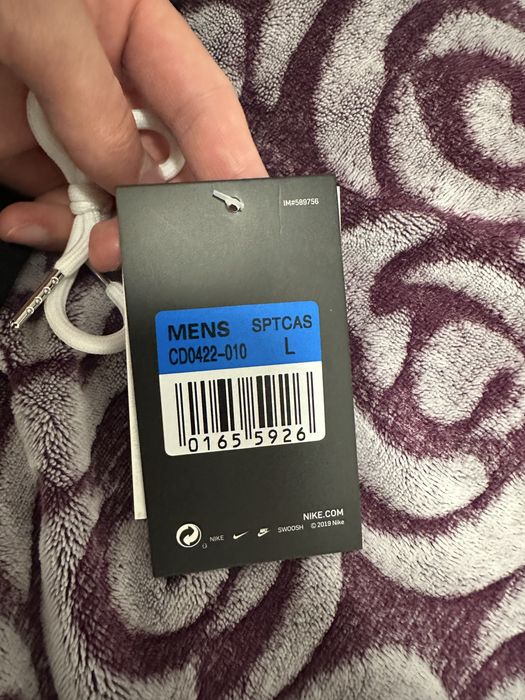 IM#589756
MENS SPTCAS
CD0422-010 L
0165 5926
NIKE.COM
NIKE SWOOSH © 2019 Nike